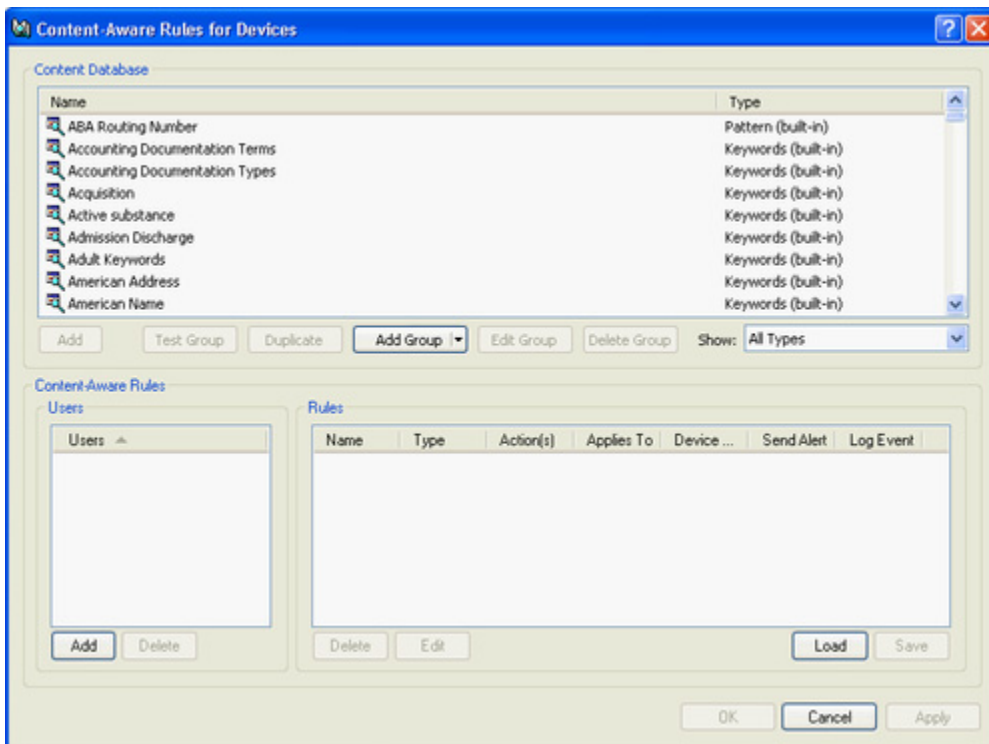 Content-Aware Rules for Devices
Content Database
Name Type
ABA Routing Number Pattern (built-in)
Accounting Documentation Terms Keywords (built-in)
Accounting Documentation Types Keywords (built-in)
Acquisition Keywords (built-in)
Active substance Keywords (built-in)
Admission Discharge Keywords (built-in)
Adult Keywords Keywords (built-in)
American Address Keywords (built-in)
American Name Keywords (built-in)
Add Test Group Duplicate Add Group Edit Group Delete Group Show: All Types
Content-Aware Rules
Users Rules
Users Name Type Action(s) Applies To Device ... Send Alert Log Event
Add Delete Delete Edit Load Save
OK Cancel Apply